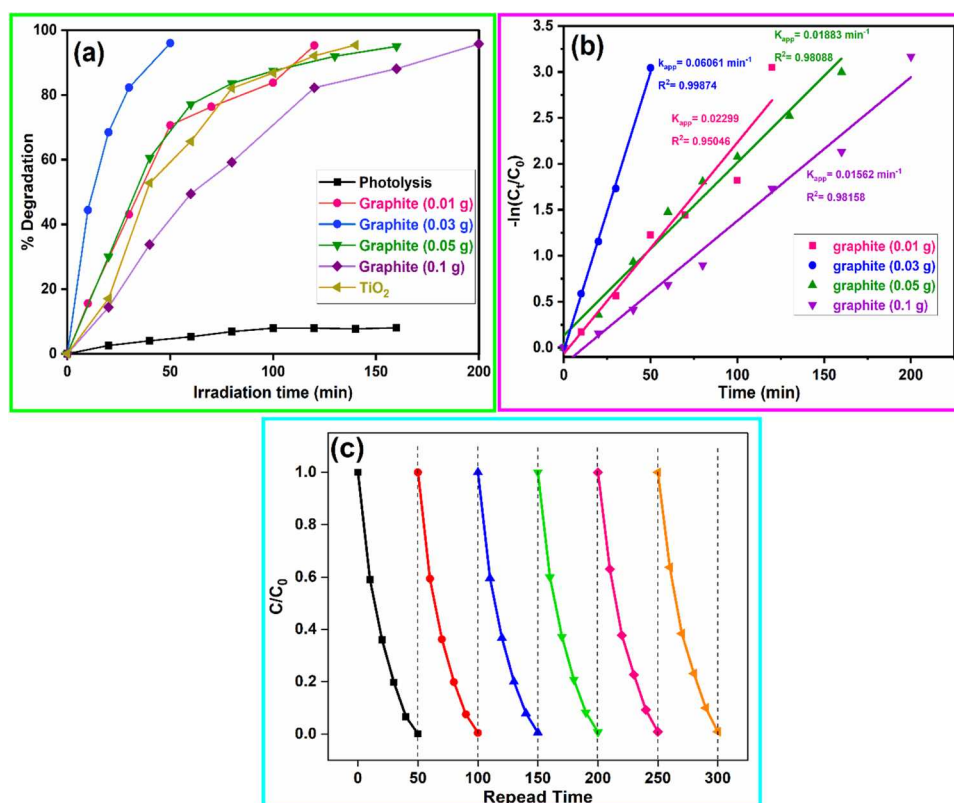 (a)
100
80
60
40
20
0
% Degradation
Photolysis
Graphite (0.01 g)
Graphite (0.03 g)
Graphite (0.05 g)
Graphite (0.1 g)
TiO₂
0 50 100 150 200
Irradiation time (min)
(b)
-3.5
3.0
2.5
2.0
1.5
1.0
0.5
0.0
-ln(Cₜ/C₀)
kapp = 0.06061 min⁻¹
R²= 0.99874
Kapp = 0.01883 min⁻¹
R²= 0.98088
Kapp = 0.02299
R²= 0.95046
Kapp = 0.01562 min⁻¹
R²= 0.98158
graphite (0.01 g)
graphite (0.03 g)
graphite (0.05 g)
graphite (0.1 g)
0 50 100 150 200
Time (min)
(c)
1.0
0.8
0.6
0.4
0.2
0.0
C/C₀
0 50 100 150 200 250 300
Repead Time